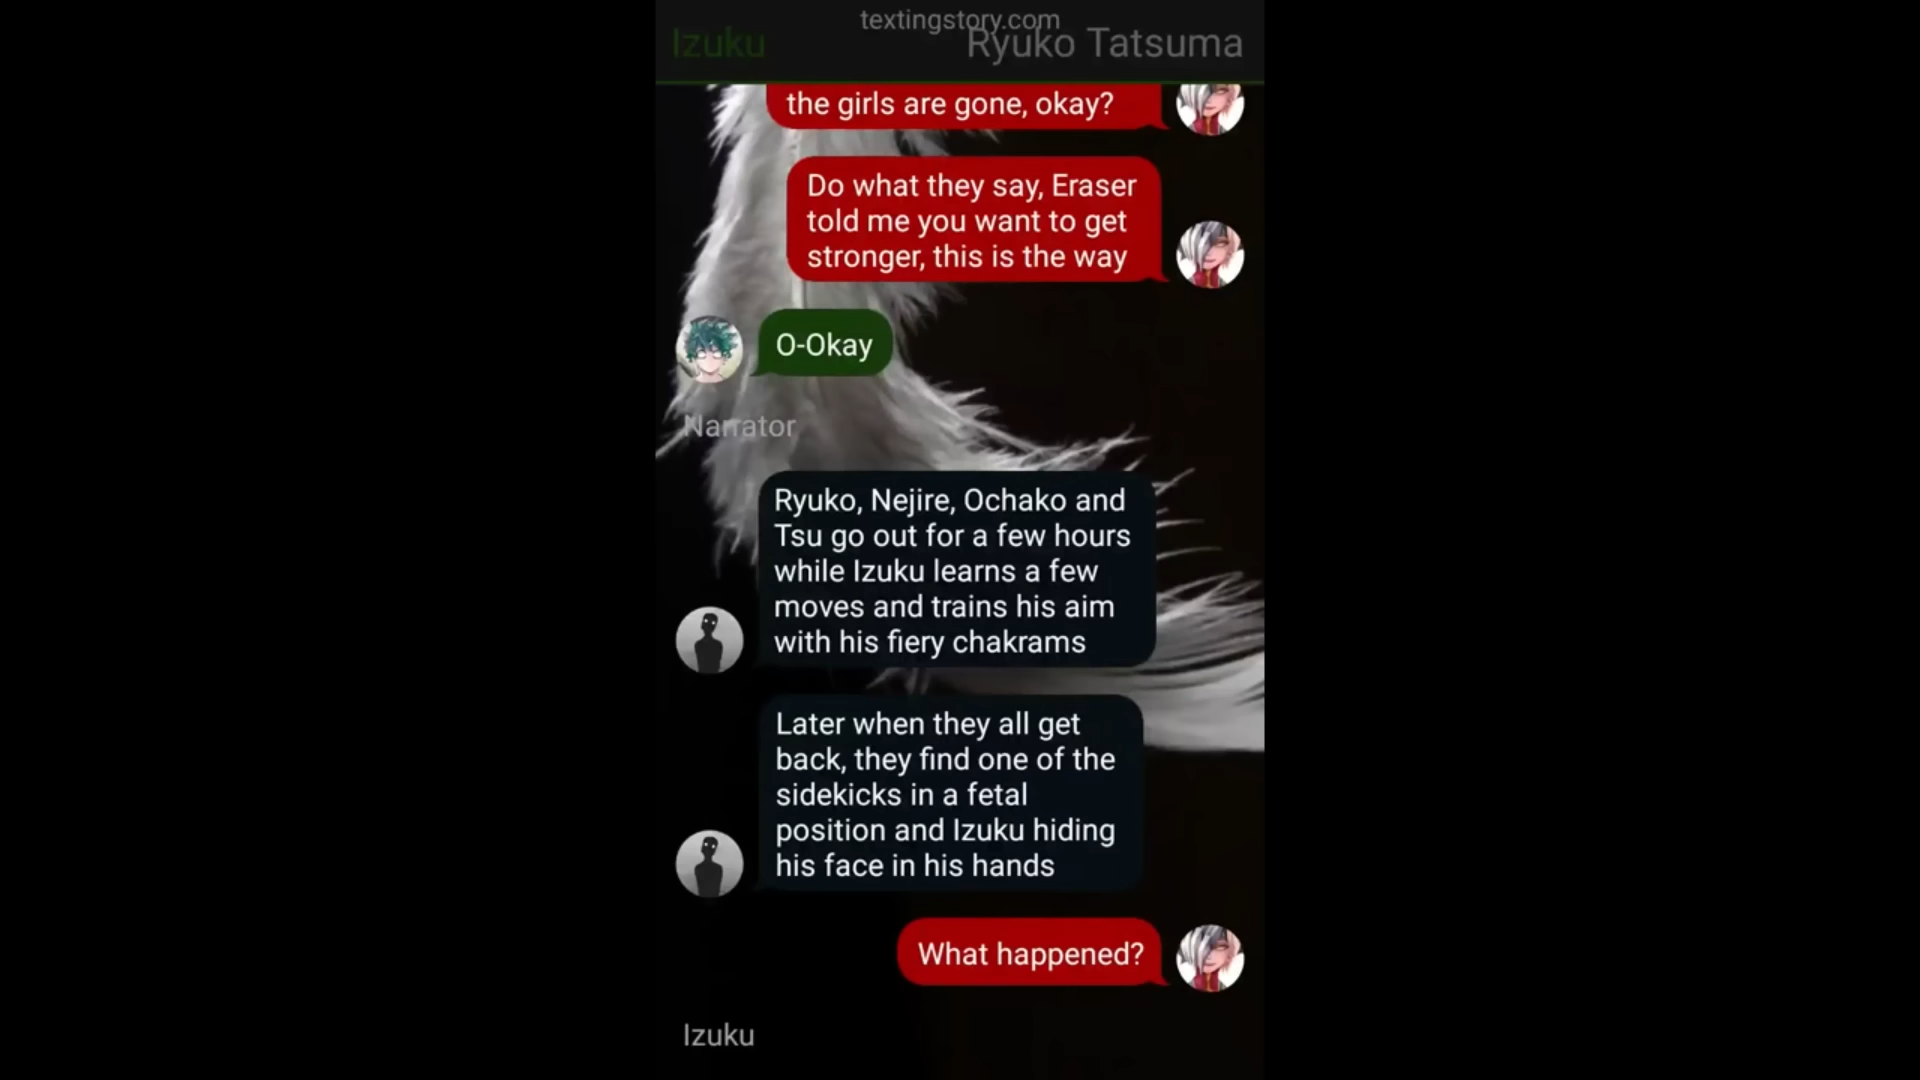 textingstory.com
Izuku
Ryuko Tatsuma
the girls are gone, okay?
Do what they say, Eraser
told me you want to get
stronger, this is the way
O-Okay
Narrator
Ryuko, Nejire, Ochako and
Tsu go out for a few hours
while Izuku learns a few
moves and trains his aim
with his fiery chakrams
Later when they all get
back, they find one of the
sidekicks in a fetal
position and Izuku hiding
his face in his hands
What happened?
Izuku